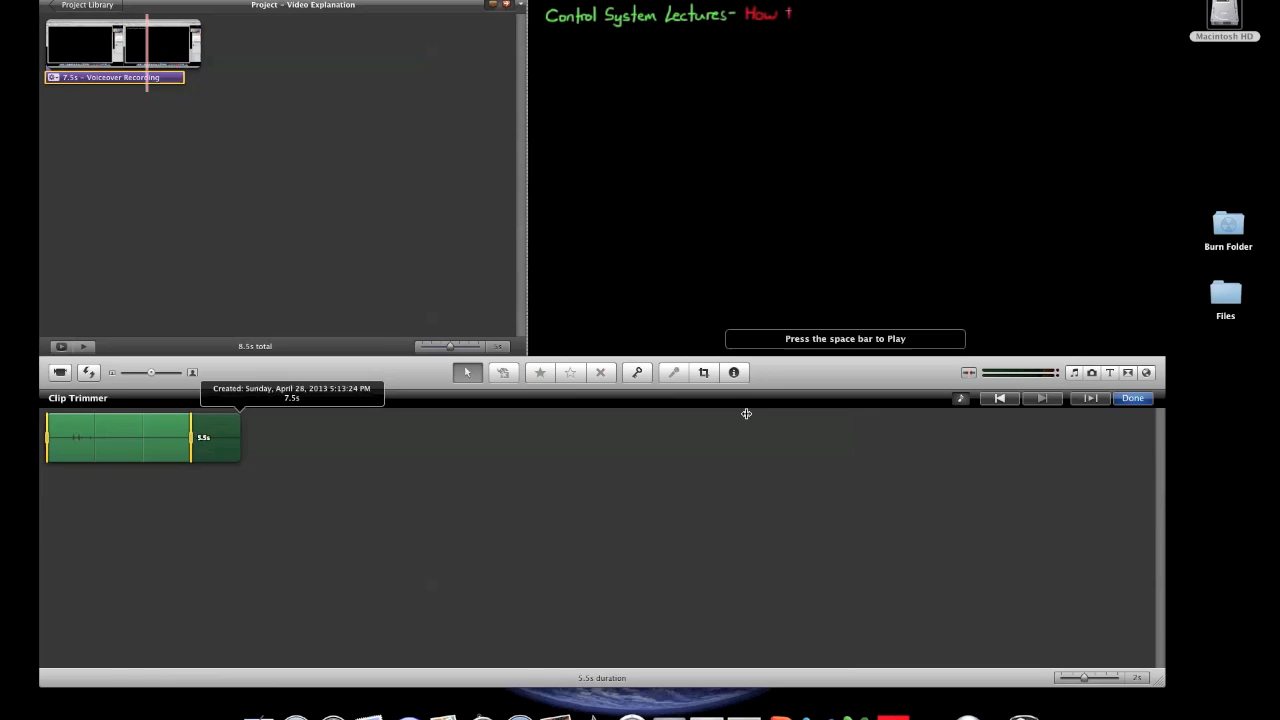 Project Library
Project - Video Explanation
Control System Lectures- How t
Macintosh HD
7.5s - Voiceover Recording
Burn Folder
Files
Press the space bar to Play
8.5s total
5s
Created: Sunday, April 28, 2013 5:13:24 PM
7.5s
Clip Trimmer
Done
5.5s
5.5s duration
2s